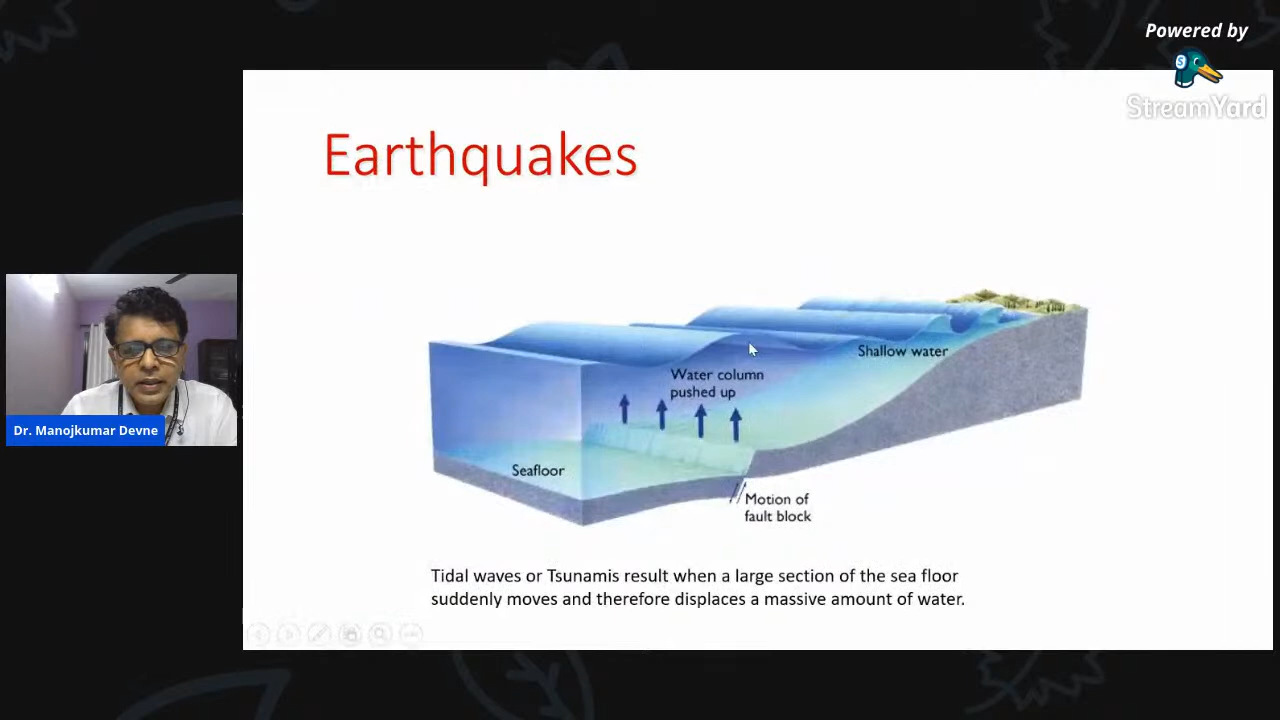 Powered by
StreamYard
Earthquakes
Shallow water
Water column
pushed up
Seafloor
Motion of
fault block
Dr. Manojkumar Devne
Tidal waves or Tsunamis result when a large section of the sea floor
suddenly moves and therefore displaces a massive amount of water.